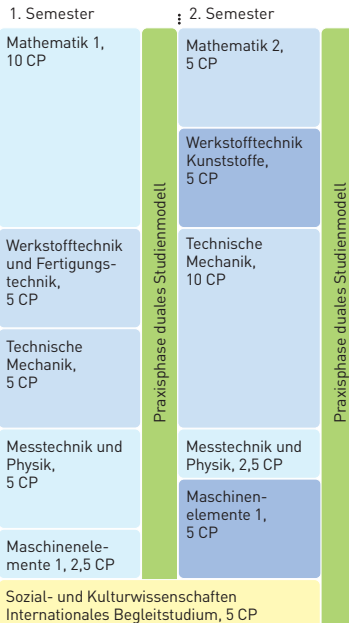 1. Semester
Mathematik 1,
10 CP
Werkstofftechnik
und Fertigungs-
technik,
5 CP
Technische
Mechanik,
5 CP
Messtechnik und
Physik,
5 CP
Maschinenele-
mente 1, 2,5 CP
Praxisphase duales Studienmodell
2. Semester
Mathematik 2,
5 CP
Werkstofftechnik
Kunststoffe,
5 CP
Technische
Mechanik,
10 CP
Messtechnik und
Physik, 2,5 CP
Maschinen-
elemente 1,
5 CP
Praxisphase duales Studienmodell
Sozial- und Kulturwissenschaften
Internationales Begleitstudium, 5 CP